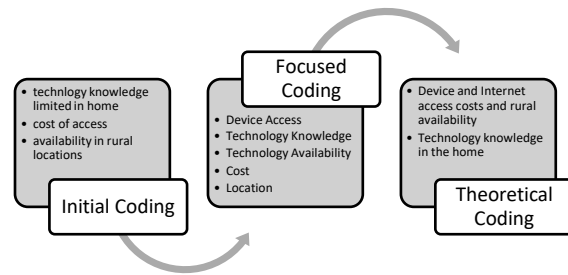 • technlogy knowledge
limited in home
• cost of access
• availability in rural
locations
Initial Coding
Focused
Coding
• Device Access
• Technology Knowledge
• Technology Availability
• Cost
• Location
• Device and Internet
access costs and rural
availability
• Technology knowledge
in the home
Theoretical
Coding